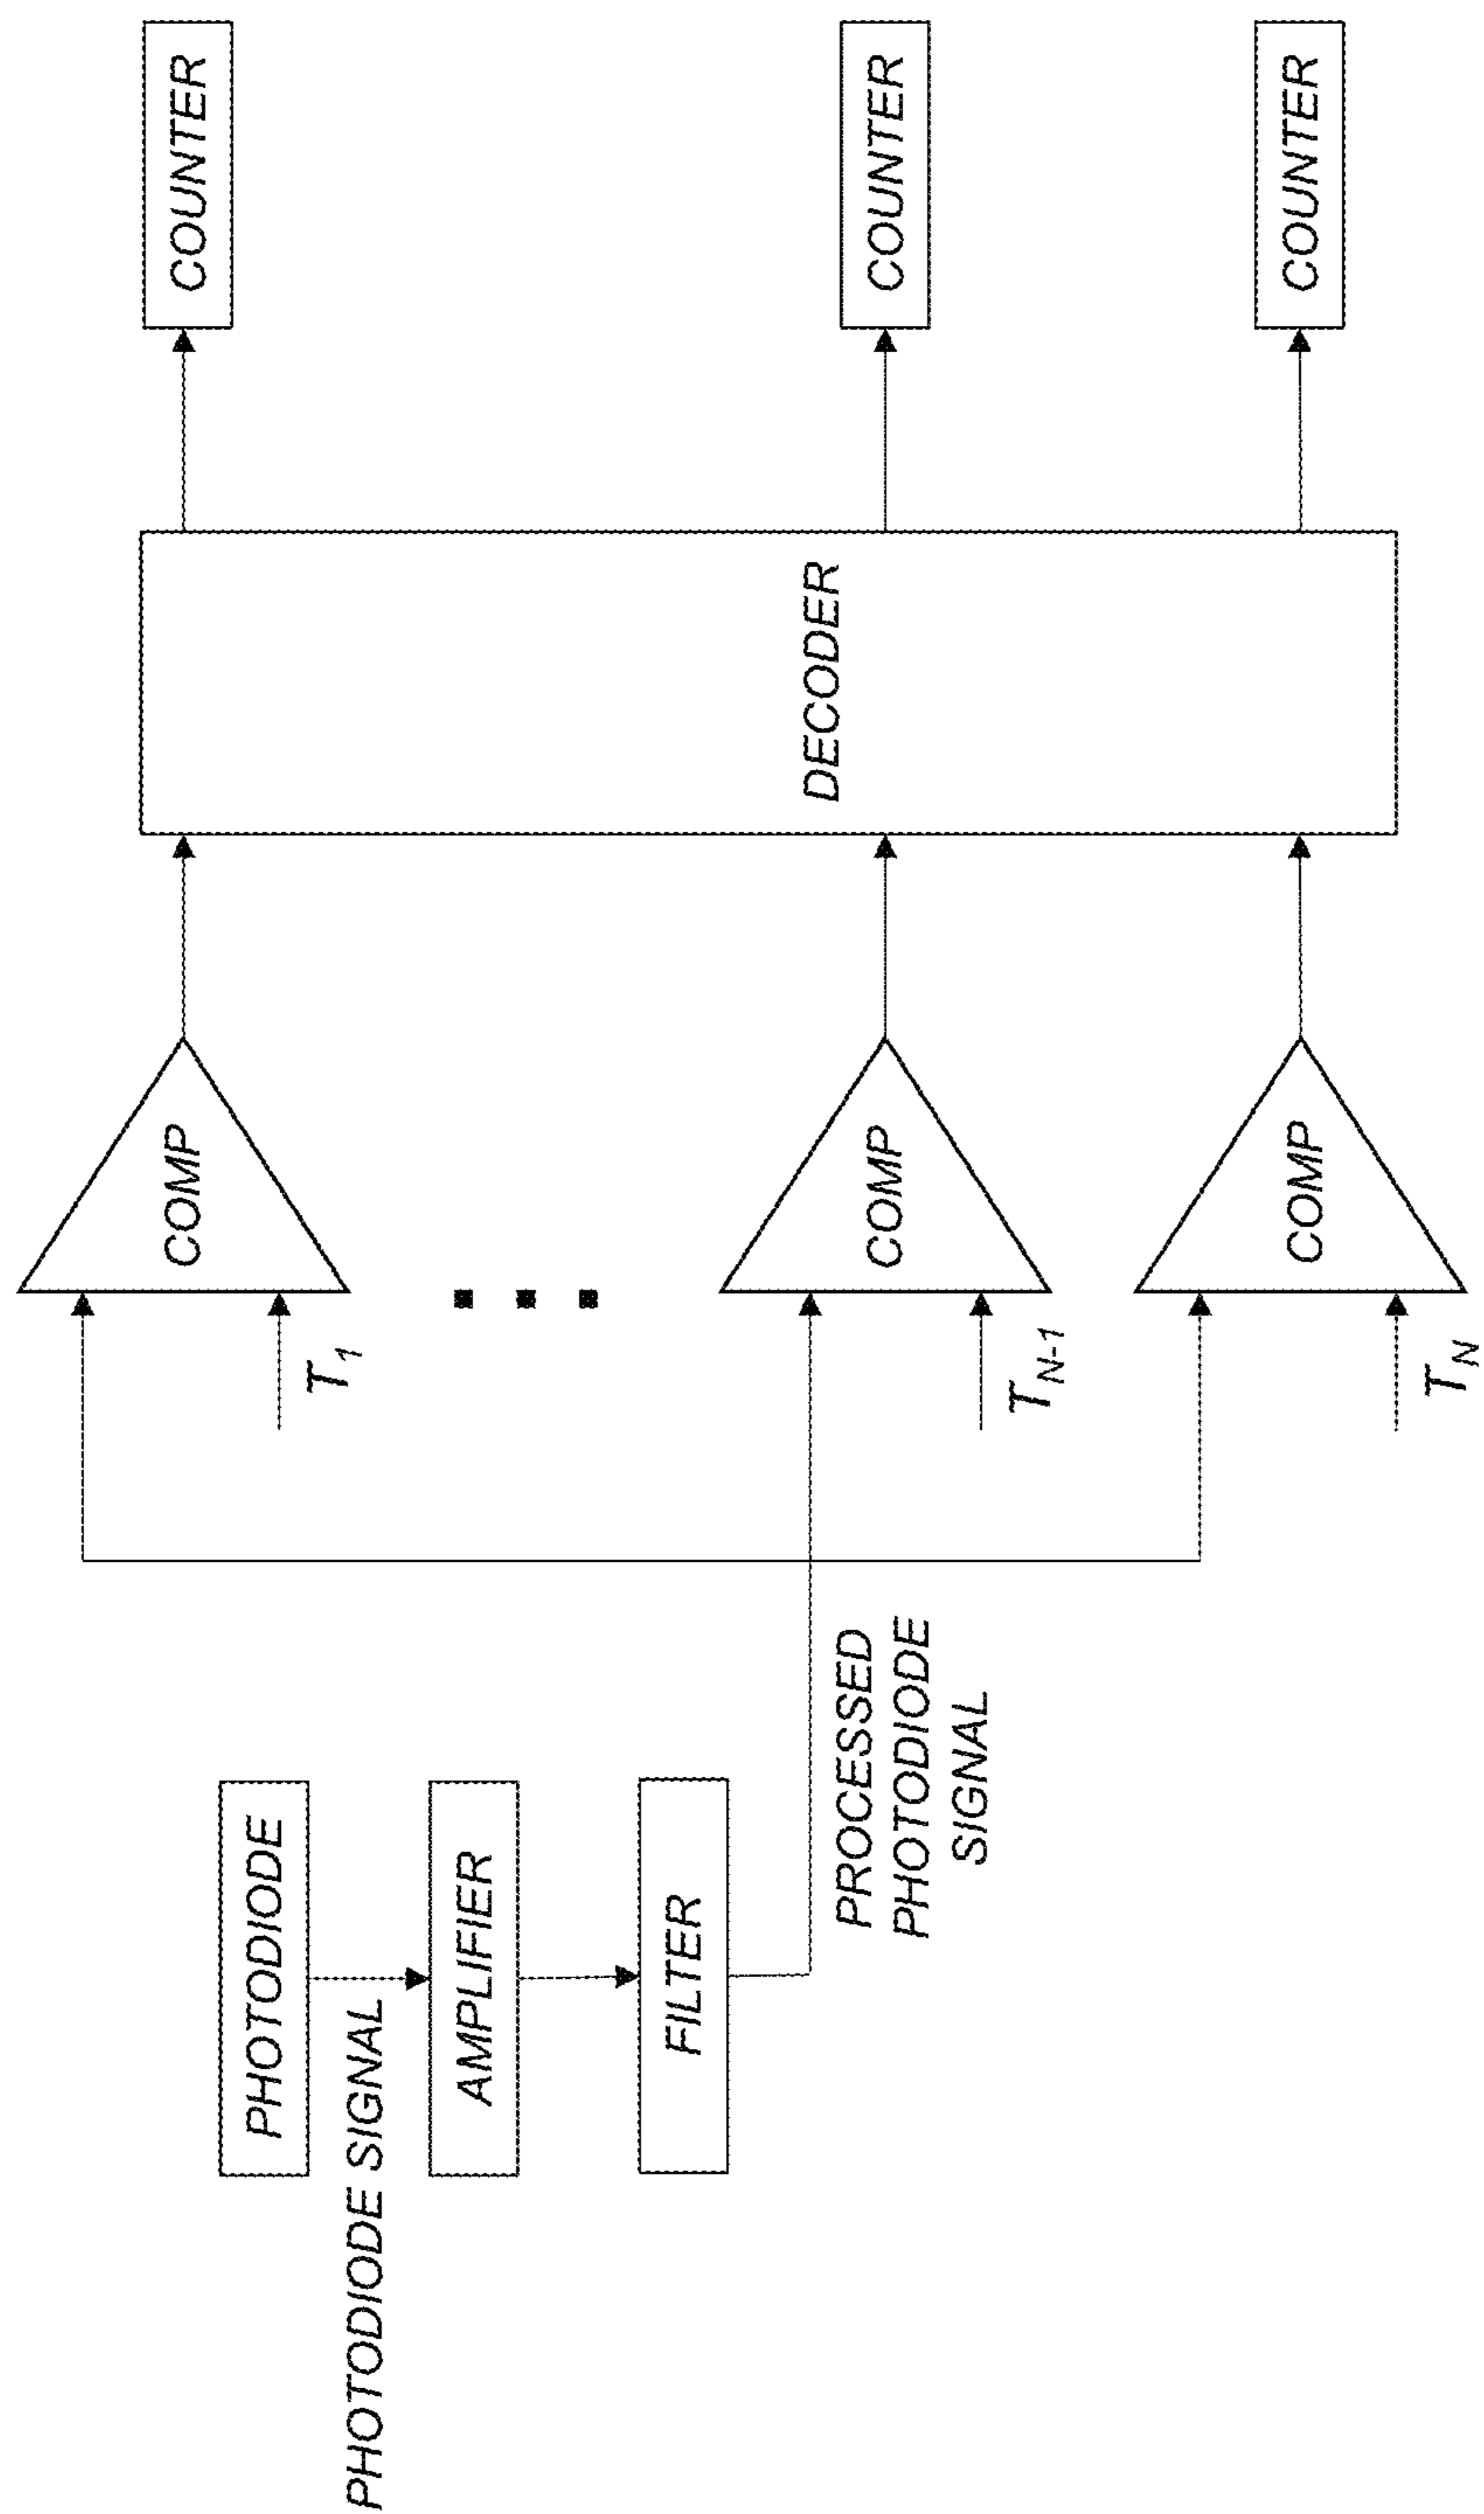 PHOTODIODE
PHOTODIODE SIGNAL
AMPLIFIER
FILTER
PROCESSED
PHOTODIODE
SIGNAL
COMP
T1
COMP
TN-1
COMP
TN
DECODER
COUNTER
COUNTER
COUNTER